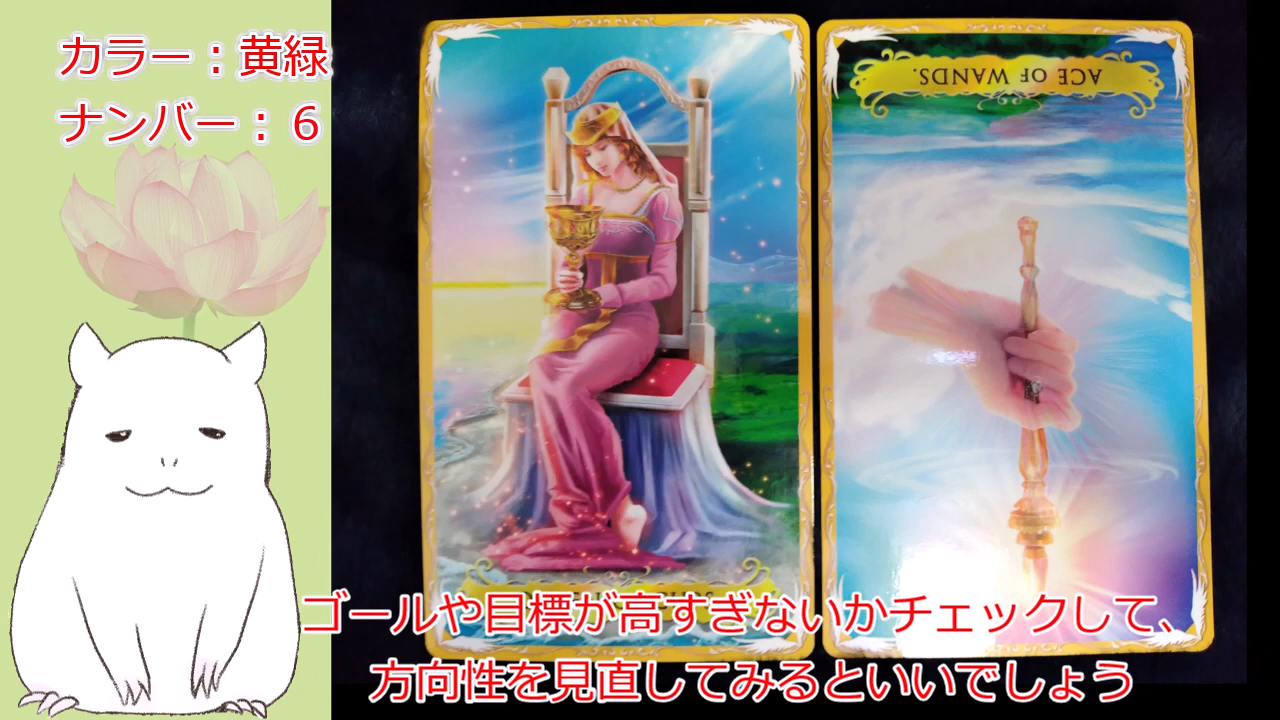 カラー：黄緑
ナンバー：６
ACE OF WANDS.
ゴールや目標が高すぎないかチェックして、
方向性を見直してみるといいでしょう